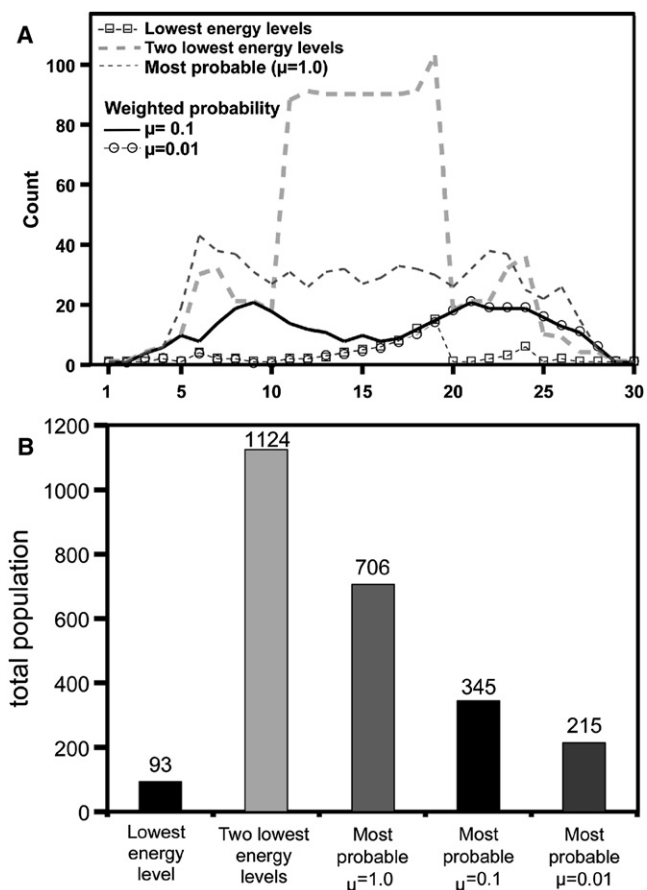 A
Lowest energy levels
Two lowest energy levels
Most probable (μ=1.0)
Weighted probability
μ= 0.1
μ=0.01
Count
100
80
60
40
20
0
1 5 10 15 20 25 30
B
total population
1200
1000
800
600
400
200
0
93
1124
706
345
215
Lowest energy level
Two lowest energy levels
Most probable μ=1.0
Most probable μ=0.1
Most probable μ=0.01